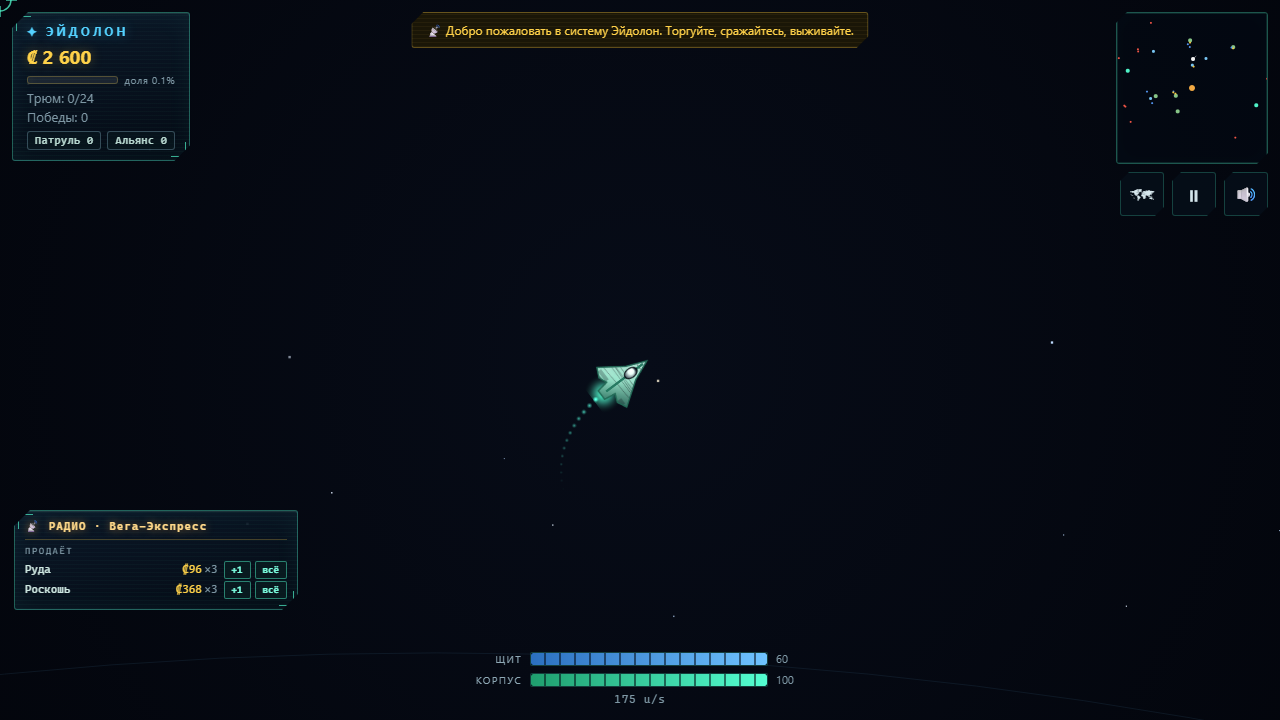 ЭЙДОЛОН
₡ 2 600
доля 0.1%
Трюм: 0/24
Победы: 0
Патруль 0 Альянс 0
Добро пожаловать в систему Эйдолон. Торгуйте, сражайтесь, выживайте.
РАДИО · Вега-Экспресс
ПРОДАЁТ
Руда ₡96 ×3 +1 всё
Роскошь ₡368 ×3 +1 всё
ЩИТ 60
КОРПУС 100
175 u/s